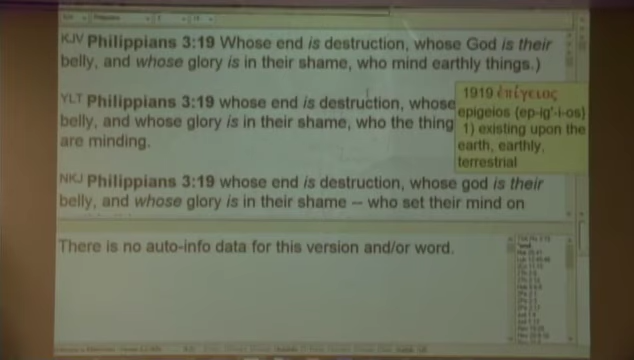 KJV Philippians 3:19 Whose end is destruction, whose God is their
belly, and whose glory is in their shame, who mind earthly things.)
YLT Philippians 3:19 whose end is destruction, whose
belly, and whose glory is in their shame, who the thing
are minding.
1919 ἐπίγειος
epigeios {ep-ig'-i-os}
1) existing upon the
earth, earthly,
terrestrial
NKJ Philippians 3:19 whose end is destruction, whose god is their
belly, and whose glory is in their shame -- who set their mind on
There is no auto-info data for this version and/or word.